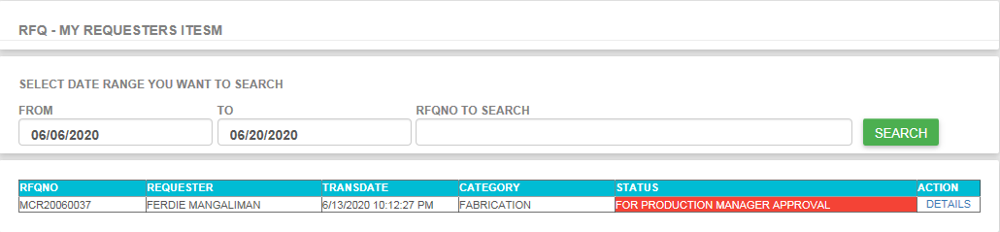 RFQ - MY REQUESTERS ITESM
SELECT DATE RANGE YOU WANT TO SEARCH
FROM TO RFQNO TO SEARCH
06/06/2020 06/20/2020 SEARCH
RFQNO REQUESTER TRANSDATE CATEGORY STATUS ACTION
MCR20060037 FERDIE MANGALIMAN 6/13/2020 10:12:27 PM FABRICATION FOR PRODUCTION MANAGER APPROVAL DETAILS